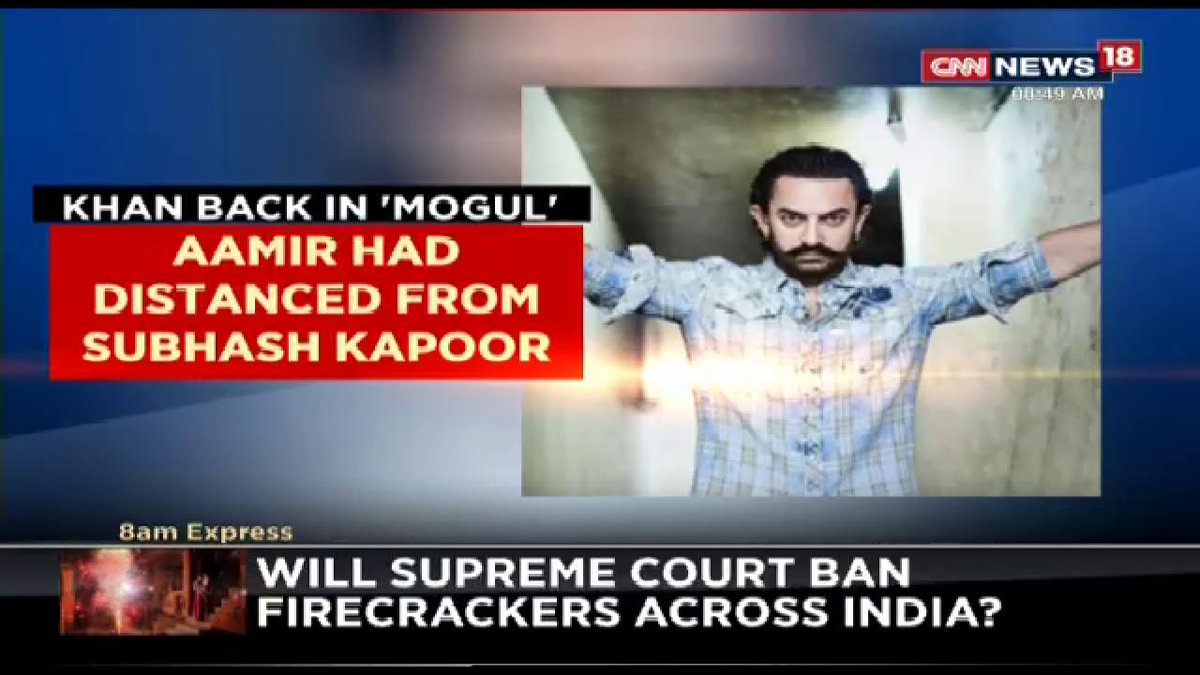 CNN NEWS 18
08:49 AM
KHAN BACK IN 'MOGUL'
AAMIR HAD
DISTANCED FROM
SUBHASH KAPOOR
8am Express
WILL SUPREME COURT BAN
FIRECRACKERS ACROSS INDIA?